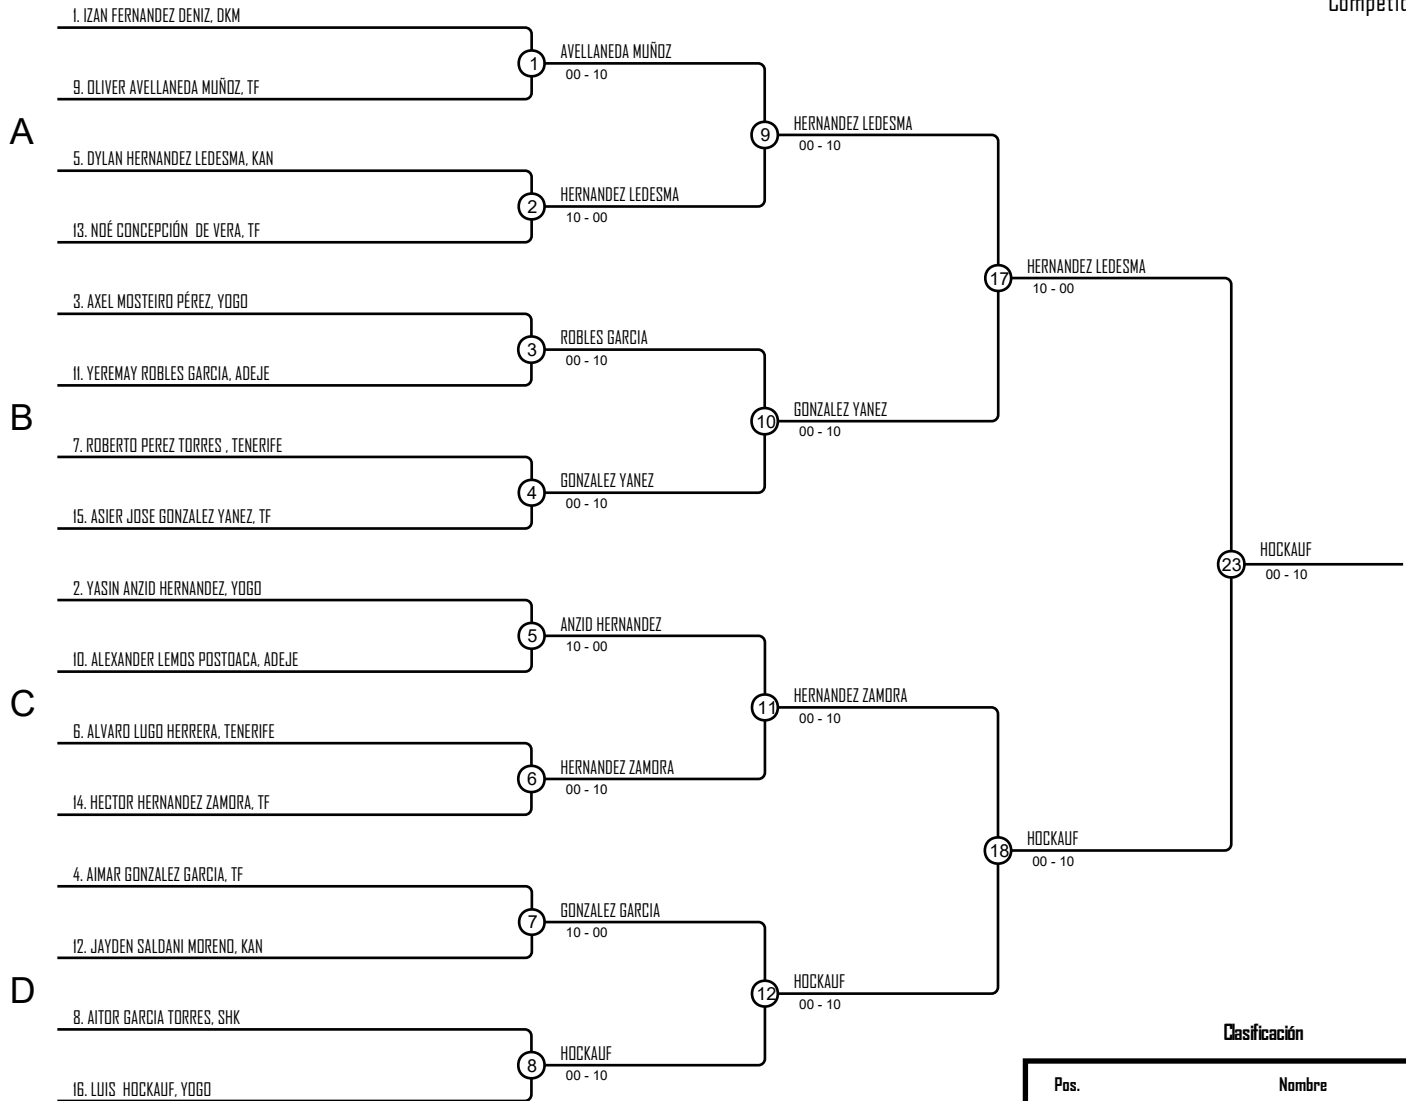 Competic
1. IZAN FERNANDEZ DENIZ, DKM
1
AVELLANEDA MUÑOZ
00 - 10
9. OLIVER AVELLANEDA MUÑOZ, TF
A
9
HERNANDEZ LEDESMA
00 - 10
5. DYLAN HERNANDEZ LEDESMA, KAN
2
HERNANDEZ LEDESMA
10 - 00
13. NOÉ CONCEPCIÓN DE VERA, TF
17
HERNANDEZ LEDESMA
10 - 00
3. AXEL MOSTEIRO PÉREZ, YOGO
3
ROBLES GARCIA
00 - 10
11. YEREMAY ROBLES GARCIA, ADEJE
B
10
GONZALEZ YANEZ
00 - 10
7. ROBERTO PEREZ TORRES , TENERIFE
4
GONZALEZ YANEZ
00 - 10
15. ASIER JOSE GONZALEZ YANEZ, TF
23
HOCKAUF
00 - 10
2. YASIN ANZID HERNANDEZ, YOGO
5
ANZID HERNANDEZ
10 - 00
10. ALEXANDER LEMOS POSTOACA, ADEJE
C
11
HERNANDEZ ZAMORA
00 - 10
6. ALVARO LUGO HERRERA, TENERIFE
6
HERNANDEZ ZAMORA
00 - 10
14. HECTOR HERNANDEZ ZAMORA, TF
18
HOCKAUF
00 - 10
4. AIMAR GONZALEZ GARCIA, TF
7
GONZALEZ GARCIA
10 - 00
12. JAYDEN SALDANI MORENO, KAN
D
12
HOCKAUF
00 - 10
8. AITOR GARCIA TORRES, SHK
8
HOCKAUF
00 - 10
16. LUIS HOCKAUF, YOGO
Clasificación
Pos. Nombre